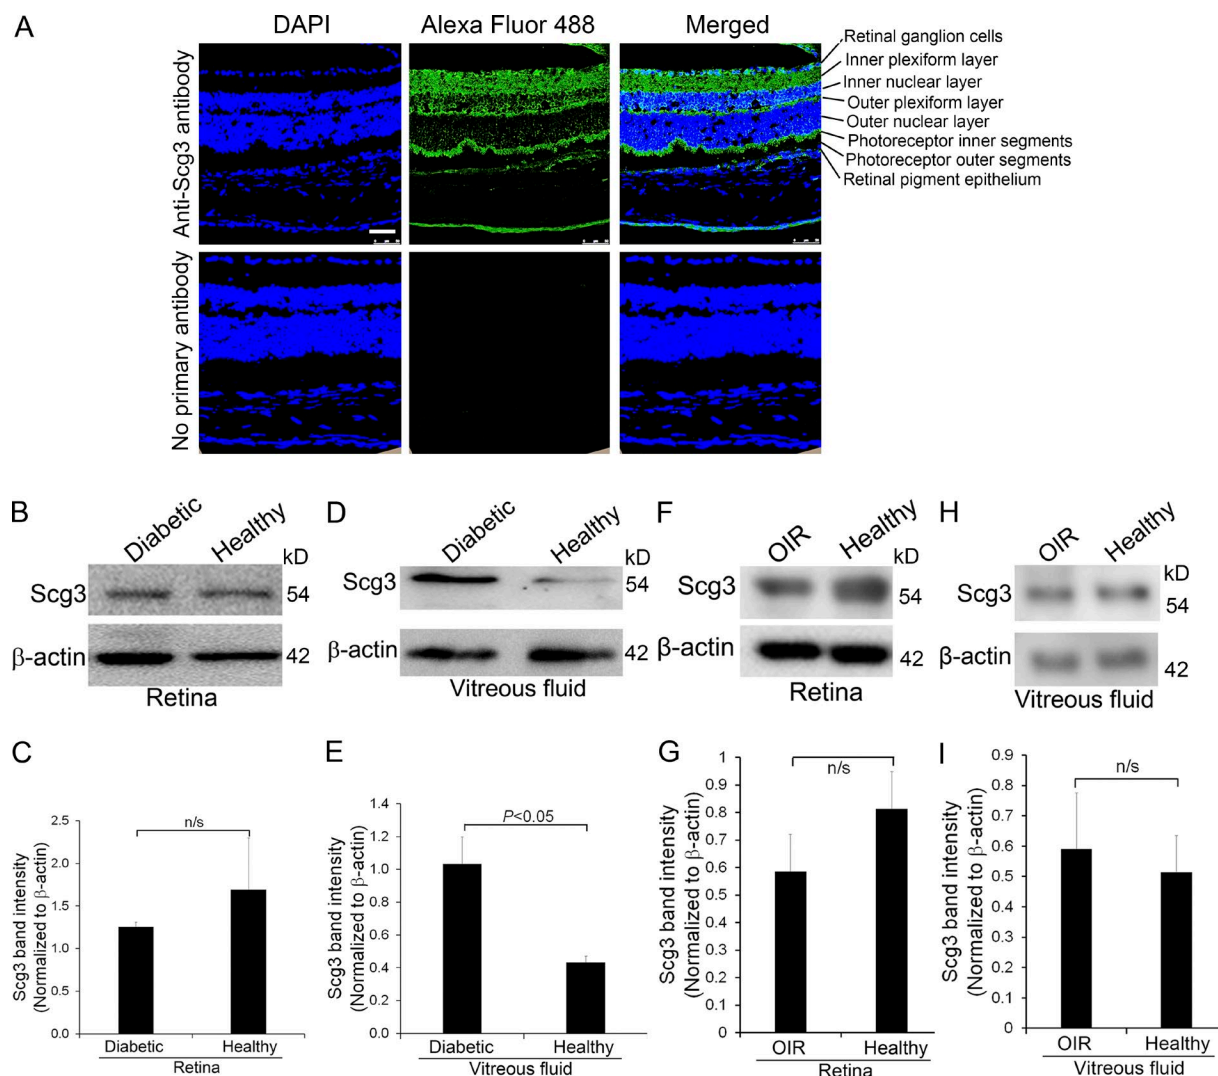 A
DAPI
Alexa Fluor 488
Merged
Anti-Scg3 antibody
Retinal ganglion cells
Inner plexiform layer
Inner nuclear layer
Outer plexiform layer
Outer nuclear layer
Photoreceptor inner segments
Photoreceptor outer segments
Retinal pigment epithelium
No primary antibody
B
Diabetic
Healthy
kD
Scg3
54
β-actin
42
Retina
D
Diabetic
Healthy
kD
Scg3
54
β-actin
42
Vitreous fluid
F
OIR
Healthy
kD
Scg3
54
β-actin
42
Retina
H
OIR
Healthy
kD
Scg3
54
β-actin
42
Vitreous fluid
C
Scg3 band intensity
(Normalized to β-actin)
2.5
2.0
1.5
1.0
0.5
0.0
n/s
Diabetic
Healthy
Retina
E
Scg3 band intensity
(Normalized to β-actin)
1.4
1.2
1.0
0.8
0.6
0.4
0.2
0.0
P<0.05
Diabetic
Healthy
Vitreous fluid
G
Scg3 band intensity
(Normalized to β-actin)
1
0.9
0.8
0.7
0.6
0.5
0.4
0.3
0.2
0.1
0
n/s
OIR
Healthy
Retina
I
Scg3 band intensity
(Normalized to β-actin)
0.9
0.8
0.7
0.6
0.5
0.4
0.3
0.2
0.1
0
n/s
OIR
Healthy
Vitreous fluid